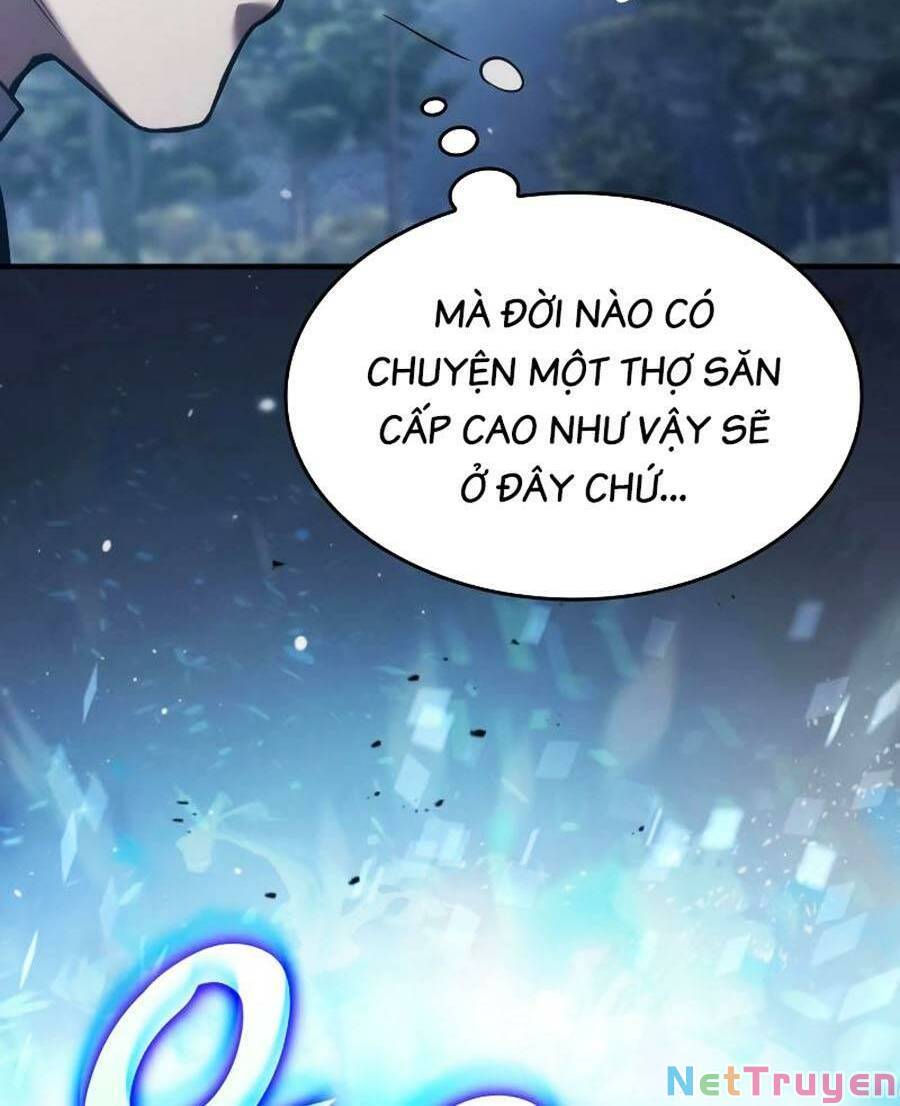 MÀ ĐỜI NÀO CÓ
CHUYỆN MỘT THỢ SĂN
CẤP CAO NHƯ VẬY SẼ
Ở ĐÂY CHỨ...
NetTruyen